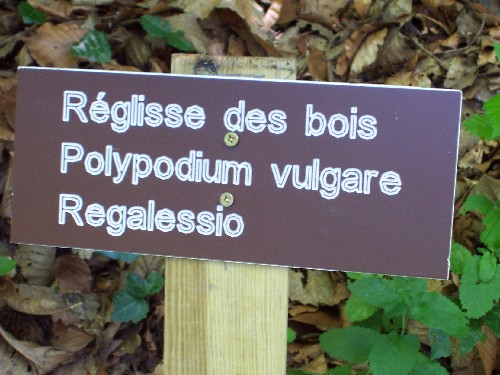 Réglisse des bois
Polypodium vulgare
Regalessio